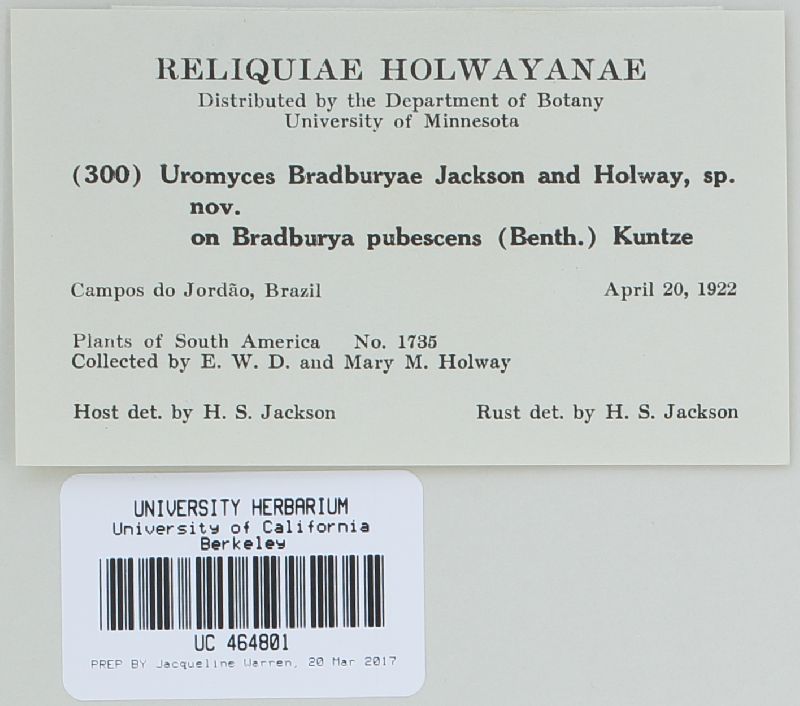 RELIQUIAE HOLWAYANAE
Distributed by the Department of Botany
University of Minnesota
(300) Uromyces Bradburyae Jackson and Holway, sp.
nov.
on Bradburya pubescens (Benth.) Kuntze
Campos do Jordão, Brazil April 20, 1922
Plants of South America No. 1735
Collected by E. W. D. and Mary M. Holway
Host det. by H. S. Jackson Rust det. by H. S. Jackson
UNIVERSITY HERBARIUM
University of California
Berkeley
UC 464801
PREP BY Jacqueline Warren, 20 Mar 2017